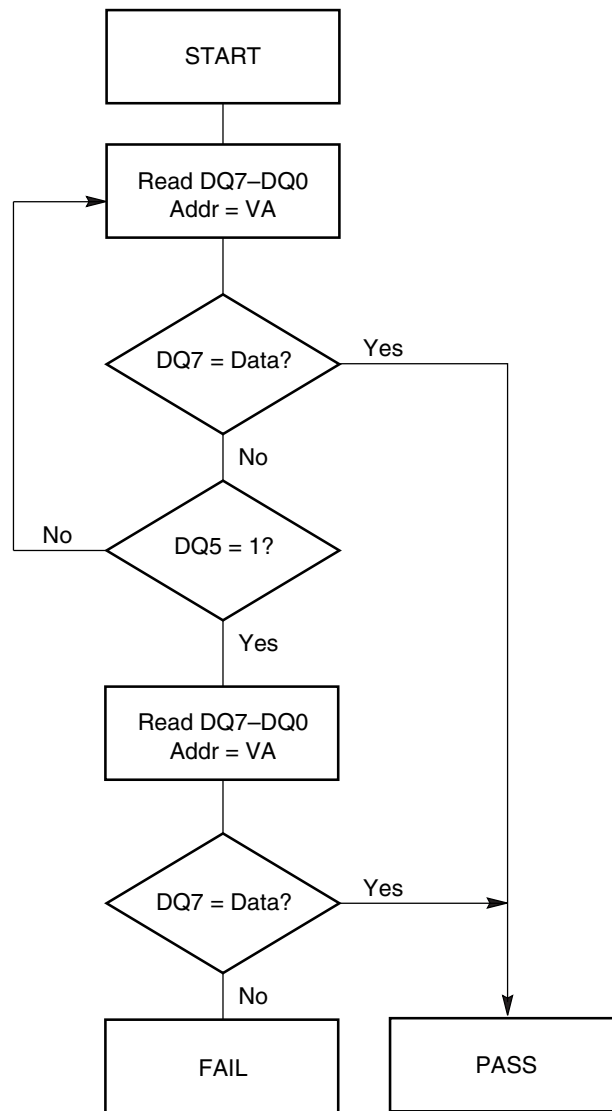 START
Read DQ7–DQ0
Addr = VA
DQ7 = Data?
Yes
No
DQ5 = 1?
No
Yes
Read DQ7–DQ0
Addr = VA
DQ7 = Data?
Yes
No
FAIL
PASS